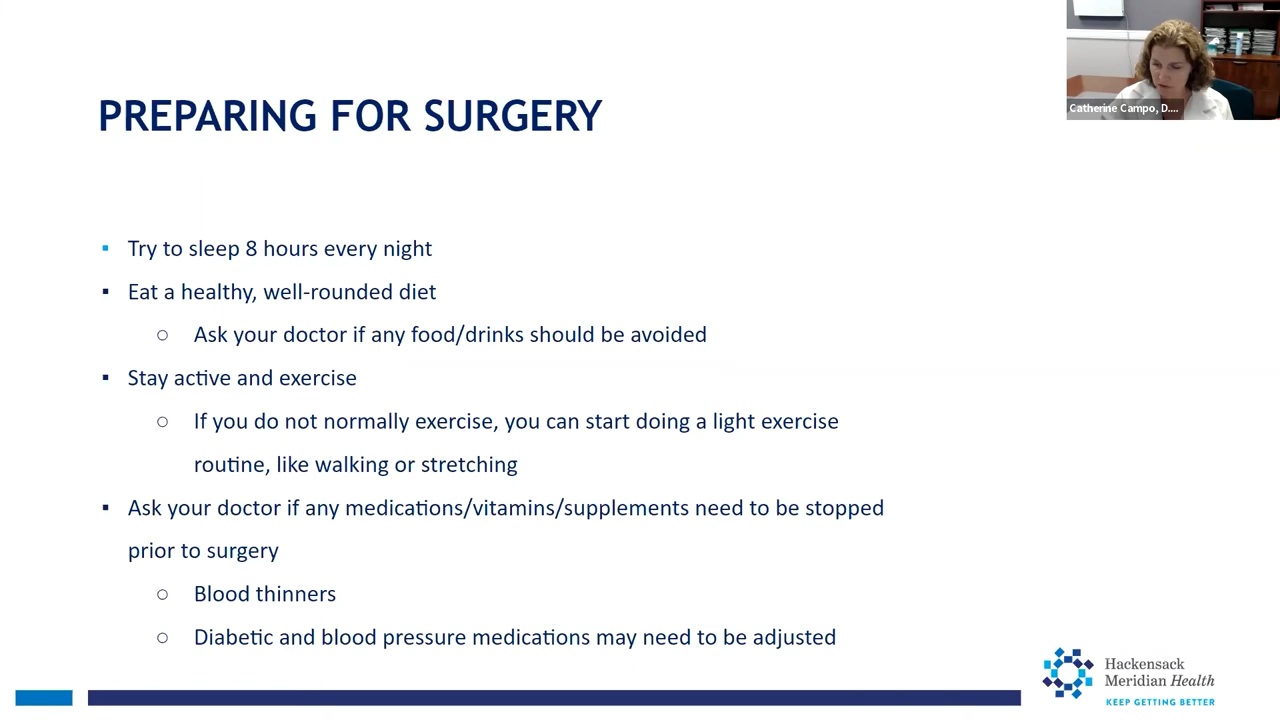 PREPARING FOR SURGERY
Catherine Campo, D....
▪ Try to sleep 8 hours every night
▪ Eat a healthy, well-rounded diet
○ Ask your doctor if any food/drinks should be avoided
▪ Stay active and exercise
○ If you do not normally exercise, you can start doing a light exercise
routine, like walking or stretching
▪ Ask your doctor if any medications/vitamins/supplements need to be stopped
prior to surgery
○ Blood thinners
○ Diabetic and blood pressure medications may need to be adjusted
Hackensack
Meridian Health
KEEP GETTING BETTER